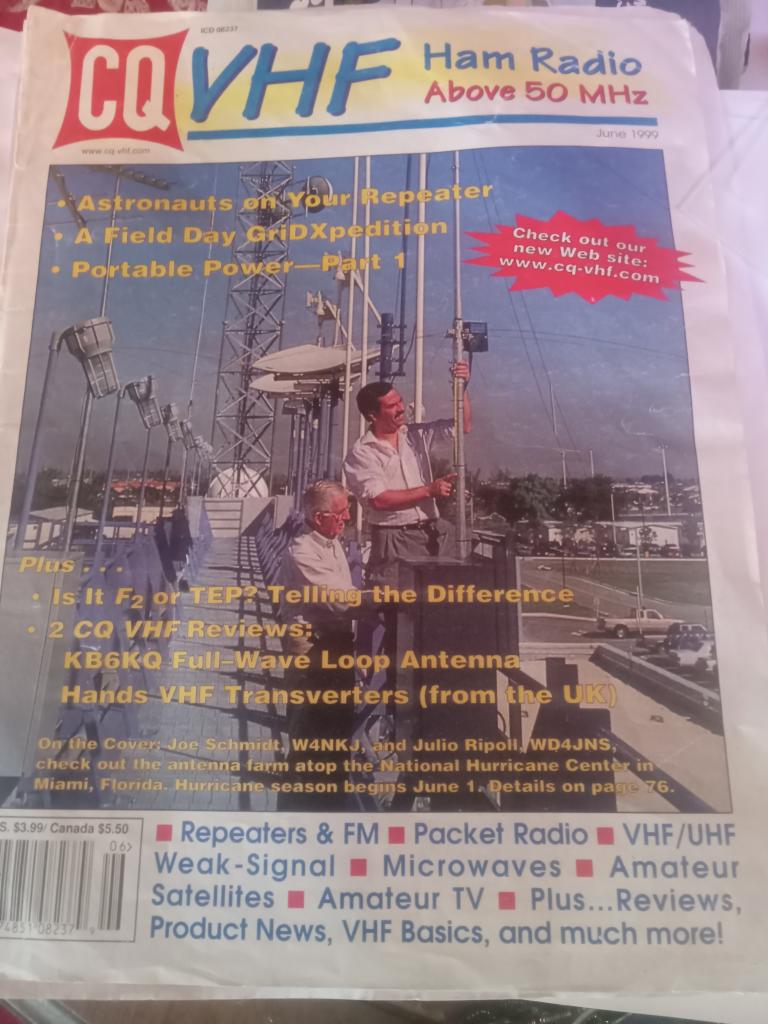 ICD 08237
CQ VHF
Ham Radio
Above 50 MHz
www.cq-vhf.com
June 1999
• Astronauts on Your Repeater
• A Field Day GriDXpedition
• Portable Power—Part 1
Check out our
new Web site:
www.cq-vhf.com
Plus . . .
• Is It F2 or TEP? Telling the Difference
• 2 CQ VHF Reviews:
KB6KQ Full-Wave Loop Antenna
Hands VHF Transverters (from the UK)
On the Cover: Joe Schmidt, W4NKJ, and Julio Ripoll, WD4JNS,
check out the antenna farm atop the National Hurricane Center in
Miami, Florida. Hurricane season begins June 1. Details on page 76.
S. $3.99/ Canada $5.50
06>
74851 08237 9
■ Repeaters & FM ■ Packet Radio ■ VHF/UHF
Weak-Signal ■ Microwaves ■ Amateur
Satellites ■ Amateur TV ■ Plus...Reviews,
Product News, VHF Basics, and much more!